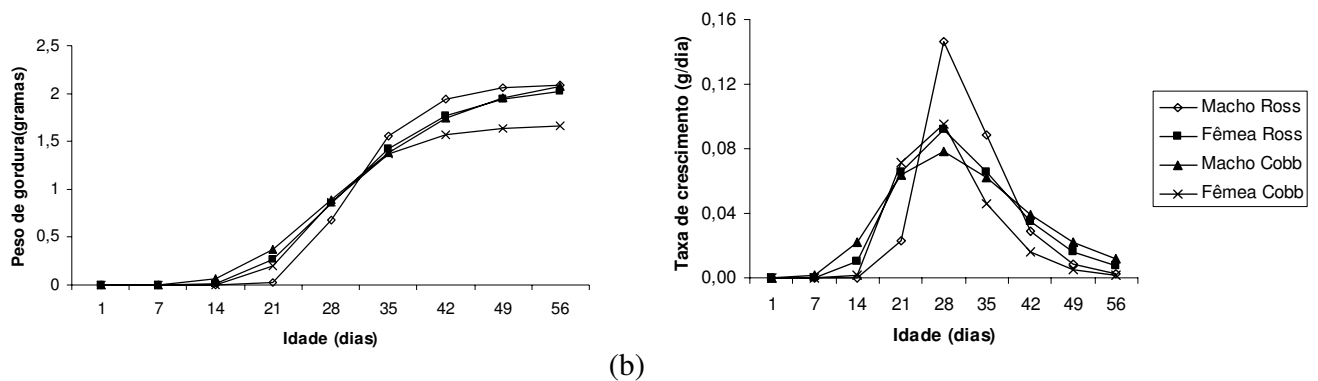 Peso de gordura(gramas)
2,5
2
1,5
1
0,5
0
1 7 14 21 28 35 42 49 56
Idade (dias)
Taxa de crescimento (g/dia)
0,16
0,12
0,08
0,04
0,00
1 7 14 21 28 35 42 49 56
Idade (dias)
Macho Ross
Fêmea Ross
Macho Cobb
Fêmea Cobb
(b)